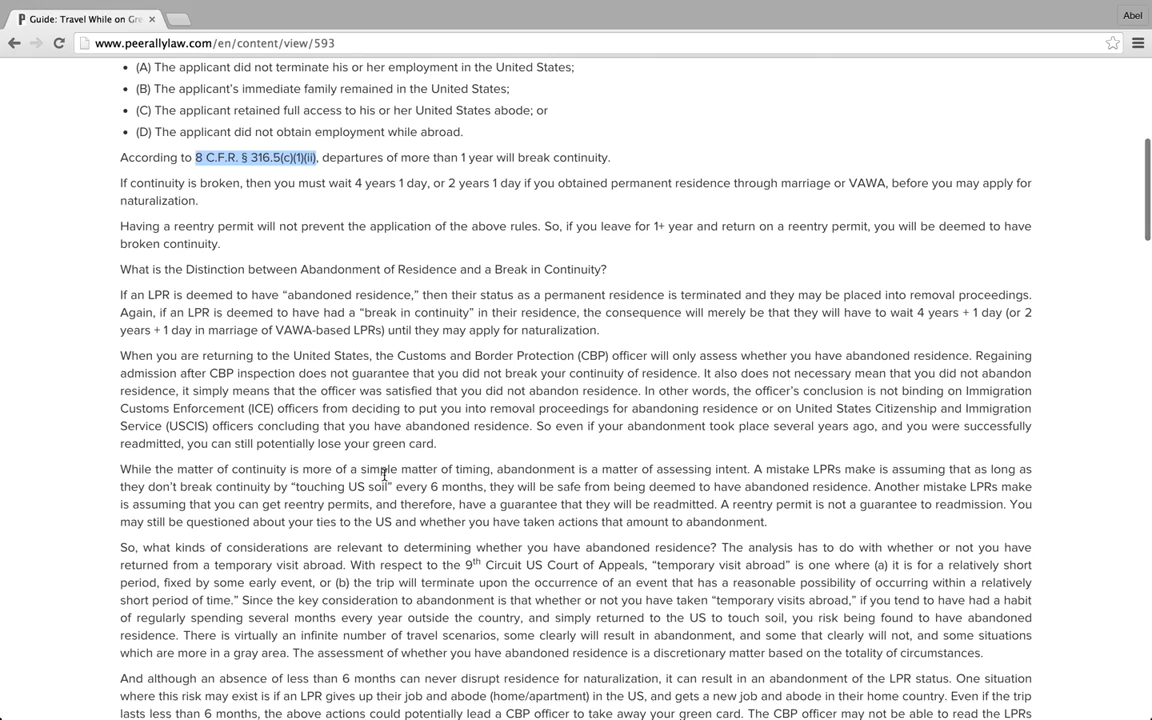 Guide: Travel While on Gre
Abel
www.peerallylaw.com/en/content/view/593
• (A) The applicant did not terminate his or her employment in the United States;
• (B) The applicant’s immediate family remained in the United States;
• (C) The applicant retained full access to his or her United States abode; or
• (D) The applicant did not obtain employment while abroad.
According to 8 C.F.R. § 316.5(c)(1)(ii), departures of more than 1 year will break continuity.
If continuity is broken, then you must wait 4 years 1 day, or 2 years 1 day if you obtained permanent residence through marriage or VAWA, before you may apply for
naturalization.
Having a reentry permit will not prevent the application of the above rules. So, if you leave for 1+ year and return on a reentry permit, you will be deemed to have
broken continuity.
What is the Distinction between Abandonment of Residence and a Break in Continuity?
If an LPR is deemed to have “abandoned residence,” then their status as a permanent residence is terminated and they may be placed into removal proceedings.
Again, if an LPR is deemed to have had a “break in continuity” in their residence, the consequence will merely be that they will have to wait 4 years + 1 day (or 2
years + 1 day in marriage of VAWA-based LPRs) until they may apply for naturalization.
When you are returning to the United States, the Customs and Border Protection (CBP) officer will only assess whether you have abandoned residence. Regaining
admission after CBP inspection does not guarantee that you did not break your continuity of residence. It also does not necessary mean that you did not abandon
residence, it simply means that the officer was satisfied that you did not abandon residence. In other words, the officer’s conclusion is not binding on Immigration
Customs Enforcement (ICE) officers from deciding to put you into removal proceedings for abandoning residence or on United States Citizenship and Immigration
Service (USCIS) officers concluding that you have abandoned residence. So even if your abandonment took place several years ago, and you were successfully
readmitted, you can still potentially lose your green card.
While the matter of continuity is more of a simple matter of timing, abandonment is a matter of assessing intent. A mistake LPRs make is assuming that as long as
they don’t break continuity by “touching US soil” every 6 months, they will be safe from being deemed to have abandoned residence. Another mistake LPRs make
is assuming that you can get reentry permits, and therefore, have a guarantee that they will be readmitted. A reentry permit is not a guarantee to readmission. You
may still be questioned about your ties to the US and whether you have taken actions that amount to abandonment.
So, what kinds of considerations are relevant to determining whether you have abandoned residence? The analysis has to do with whether or not you have
returned from a temporary visit abroad. With respect to the 9th Circuit US Court of Appeals, “temporary visit abroad” is one where (a) it is for a relatively short
period, fixed by some early event, or (b) the trip will terminate upon the occurrence of an event that has a reasonable possibility of occurring within a relatively
short period of time.” Since the key consideration to abandonment is that whether or not you have taken “temporary visits abroad,” if you tend to have had a habit
of regularly spending several months every year outside the country, and simply returned to the US to touch soil, you risk being found to have abandoned
residence. There is virtually an infinite number of travel scenarios, some clearly will result in abandonment, and some that clearly will not, and some situations
which are more in a gray area. The assessment of whether you have abandoned residence is a discretionary matter based on the totality of circumstances.
And although an absence of less than 6 months can never disrupt residence for naturalization, it can result in an abandonment of the LPR status. One situation
where this risk may exist is if an LPR gives up their job and abode (home/apartment) in the US, and gets a new job and abode in their home country. Even if the trip
lasts less than 6 months, the above actions could potentially lead a CBP officer to take away your green card. The CBP officer may not be able to read the LPRs